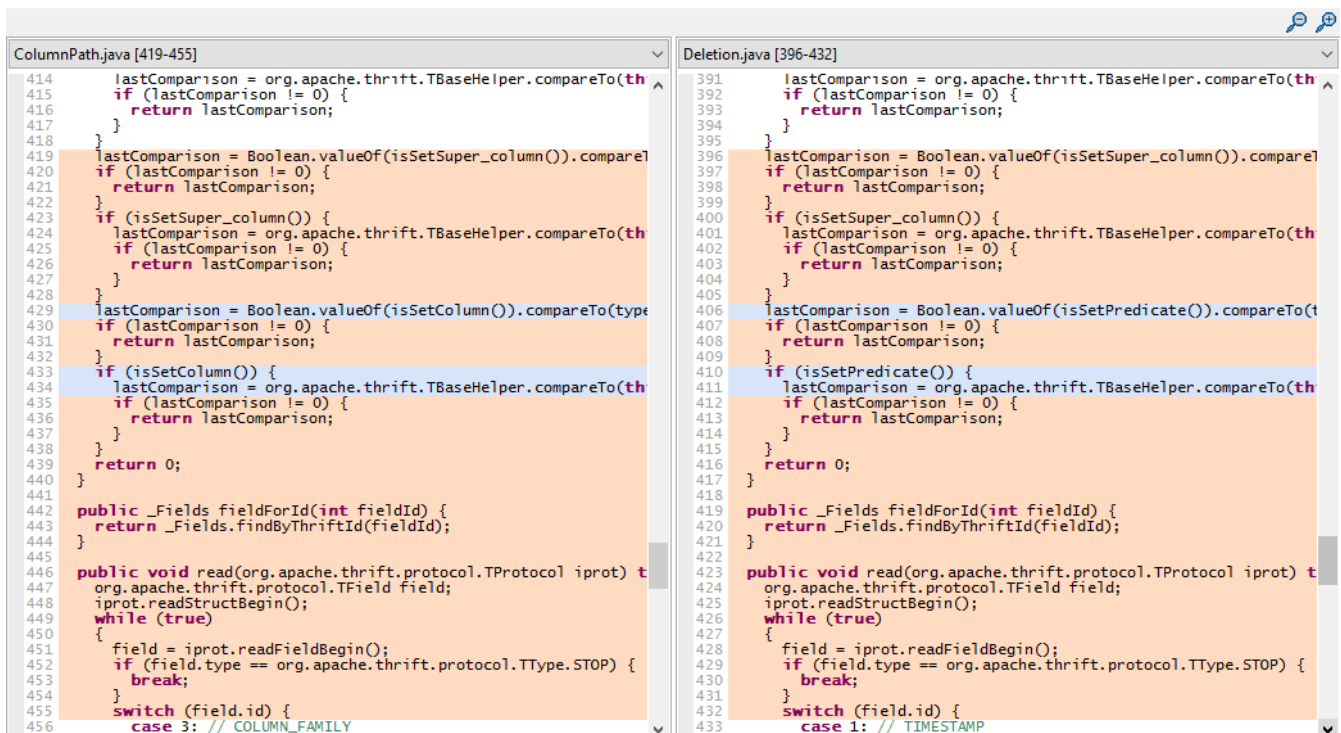 ColumnPath.java [419-455]
414 lastComparison = org.apache.thrift.TBaseHelper.compareTo(th
415 if (lastComparison != 0) {
416 return lastComparison;
417 }
418 }
419 lastComparison = Boolean.valueOf(isSetSuper_column()).compare
420 if (lastComparison != 0) {
421 return lastComparison;
422 }
423 if (isSetSuper_column()) {
424 lastComparison = org.apache.thrift.TBaseHelper.compareTo(th
425 if (lastComparison != 0) {
426 return lastComparison;
427 }
428 }
429 lastComparison = Boolean.valueOf(isSetColumn()).compareTo(type
430 if (lastComparison != 0) {
431 return lastComparison;
432 }
433 if (isSetColumn()) {
434 lastComparison = org.apache.thrift.TBaseHelper.compareTo(th
435 if (lastComparison != 0) {
436 return lastComparison;
437 }
438 }
439 return 0;
440 }
441
442 public _Fields fieldForId(int fieldId) {
443 return _Fields.findByThriftId(fieldId);
444 }
445
446 public void read(org.apache.thrift.protocol.TProtocol iprot) t
447 org.apache.thrift.protocol.TField field;
448 iprot.readStructBegin();
449 while (true)
450 {
451 field = iprot.readFieldBegin();
452 if (field.type == org.apache.thrift.protocol.TType.STOP) {
453 break;
454 }
455 switch (field.id) {
456 case 3: // COLUMN_FAMILY
Deletion.java [396-432]
391 lastComparison = org.apache.thrift.TBaseHelper.compareTo(th
392 if (lastComparison != 0) {
393 return lastComparison;
394 }
395 }
396 lastComparison = Boolean.valueOf(isSetSuper_column()).compare
397 if (lastComparison != 0) {
398 return lastComparison;
399 }
400 if (isSetSuper_column()) {
401 lastComparison = org.apache.thrift.TBaseHelper.compareTo(th
402 if (lastComparison != 0) {
403 return lastComparison;
404 }
405 }
406 lastComparison = Boolean.valueOf(isSetPredicate()).compareTo(t
407 if (lastComparison != 0) {
408 return lastComparison;
409 }
410 if (isSetPredicate()) {
411 lastComparison = org.apache.thrift.TBaseHelper.compareTo(th
412 if (lastComparison != 0) {
413 return lastComparison;
414 }
415 }
416 return 0;
417 }
418
419 public _Fields fieldForId(int fieldId) {
420 return _Fields.findByThriftId(fieldId);
421 }
422
423 public void read(org.apache.thrift.protocol.TProtocol iprot) t
424 org.apache.thrift.protocol.TField field;
425 iprot.readStructBegin();
426 while (true)
427 {
428 field = iprot.readFieldBegin();
429 if (field.type == org.apache.thrift.protocol.TType.STOP) {
430 break;
431 }
432 switch (field.id) {
433 case 1: // TIMESTAMP